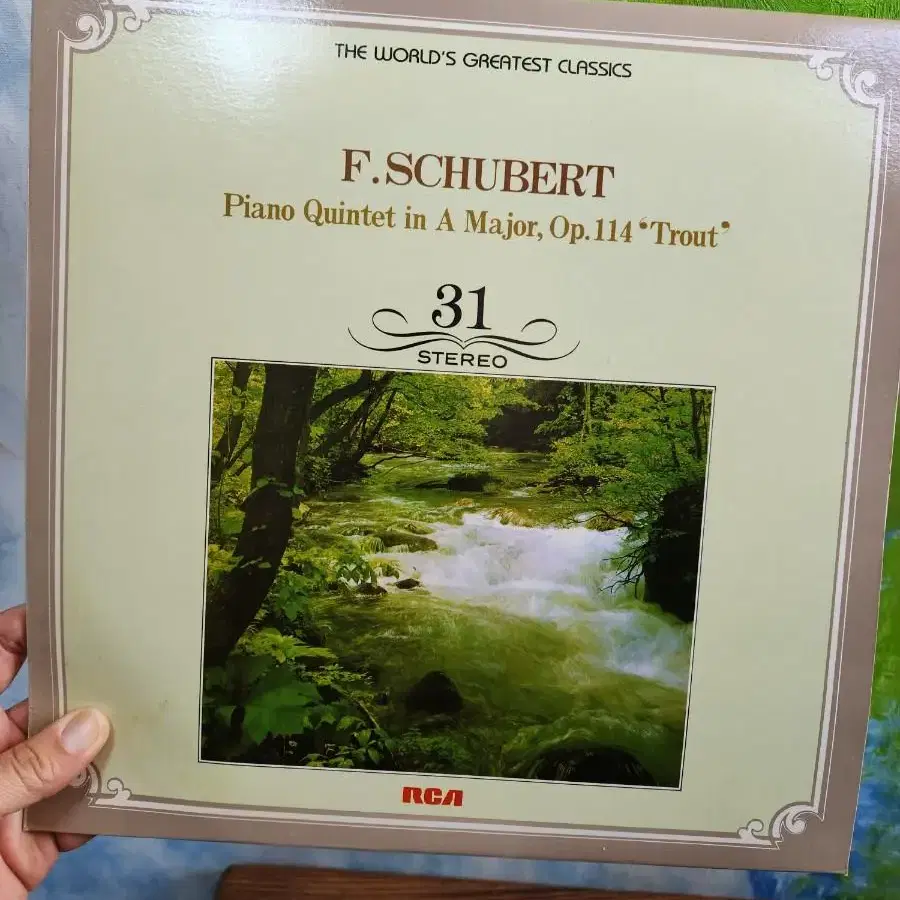 THE WORLD'S GREATEST CLASSICS
F. SCHUBERT
Piano Quintet in A Major, Op. 114 "Trout"
31
STEREO
RCA